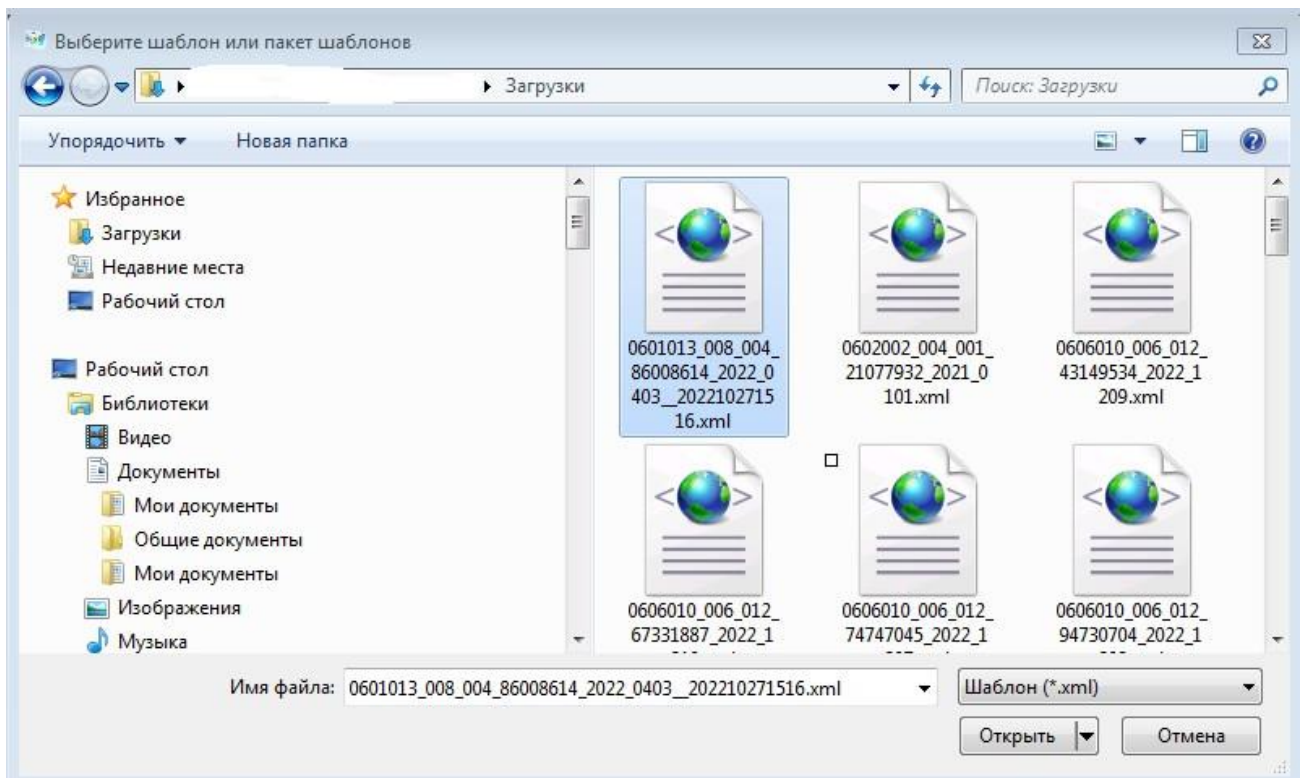 Выберите шаблон или пакет шаблонов
Загрузки
Поиск: Загрузки
Упорядочить
Новая папка
Избранное
Загрузки
Недавние места
Рабочий стол
Рабочий стол
Библиотеки
Видео
Документы
Мои документы
Общие документы
Мои документы
Изображения
Музыка
0601013_008_004_
86008614_2022_0
403__2022102715
16.xml
0602002_004_001_
21077932_2021_0
101.xml
0606010_006_012_
43149534_2022_1
209.xml
0606010_006_012_
67331887_2022_1
0606010_006_012_
74747045_2022_1
0606010_006_012_
94730704_2022_1
Имя файла: 0601013_008_004_86008614_2022_0403__202210271516.xml
Шаблон (*.xml)
Открыть
Отмена